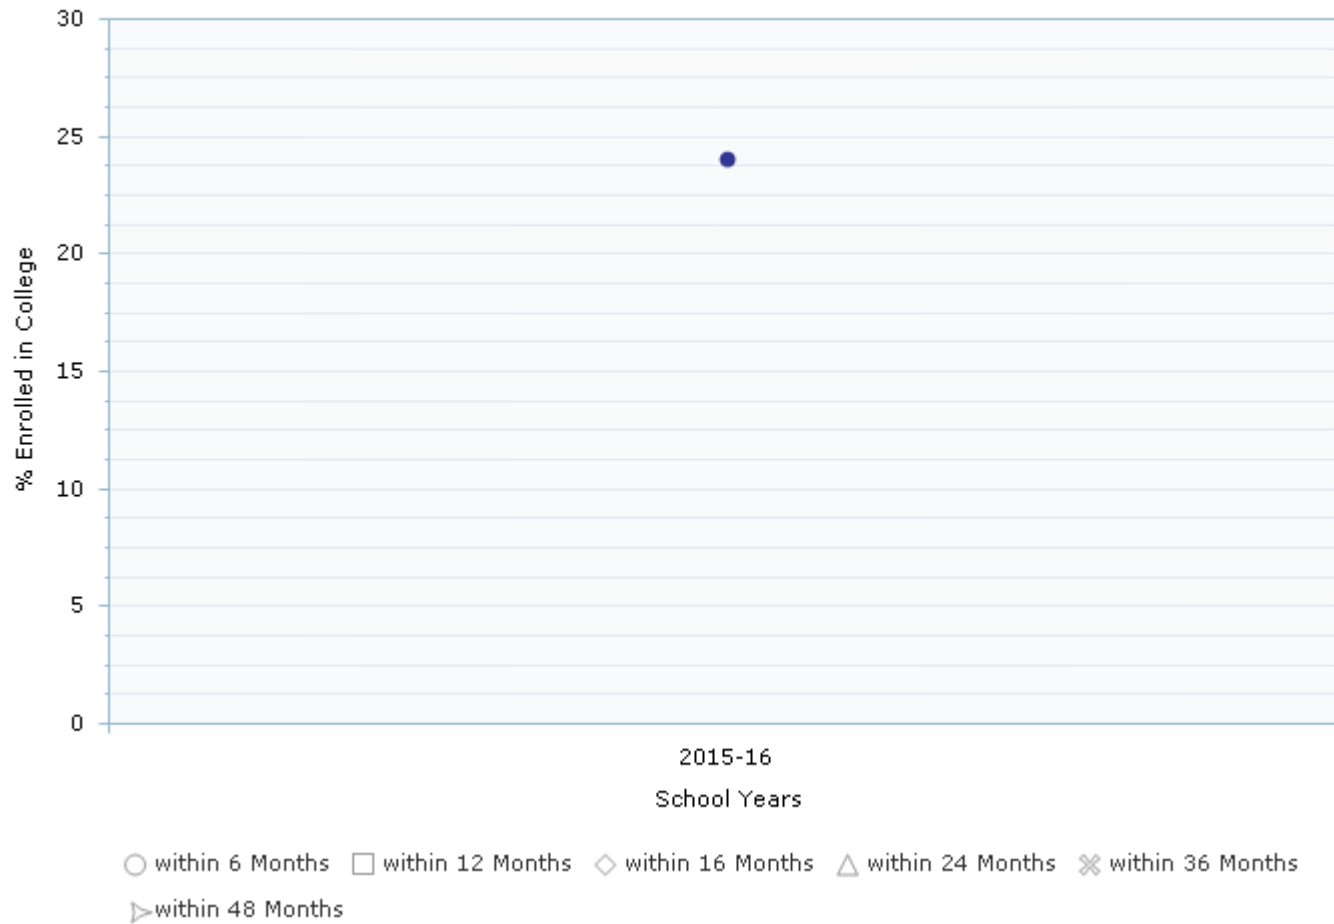 30
25
20
15
10
5
0
% Enrolled in College
2015-16
School Years
within 6 Months within 12 Months within 16 Months within 24 Months within 36 Months
within 48 Months